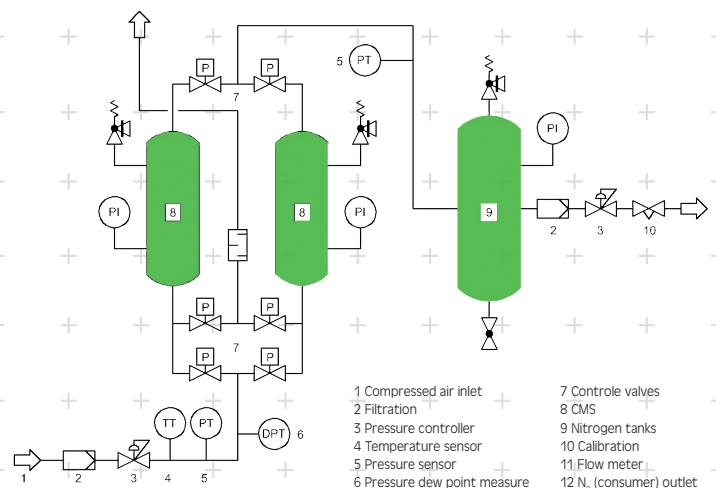 P
P
5
PT
7
PI
8
8
PI
PI
9
2
3
10
P
P
7
P
P
TT
PT
DPT
6
1
2
3
4
5
1 Compressed air inlet
2 Filtration
3 Pressure controller
4 Temperature sensor
5 Pressure sensor
6 Pressure dew point measure
7 Controle valves
8 CMS
9 Nitrogen tanks
10 Calibration
11 Flow meter
12 N₂ (consumer) outlet